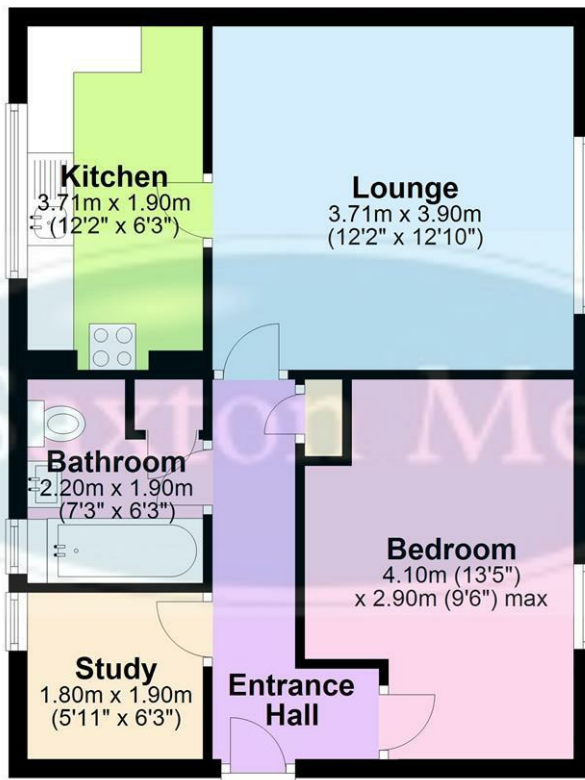 Kitchen
3.71m x 1.90m
(12'2" x 6'3")
Lounge
3.71m x 3.90m
(12'2" x 12'10")
Bathroom
2.20m x 1.90m
(7'3" x 6'3")
Bedroom
4.10m (13'5")
x 2.90m (9'6") max
Study
1.80m x 1.90m
(5'11" x 6'3")
Entrance
Hall